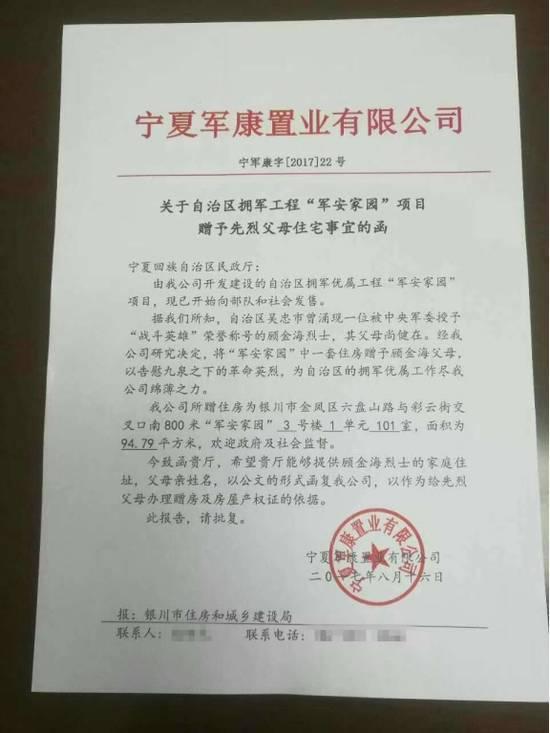 宁夏军康置业有限公司
宁军康字[2017]22 号
关于自治区拥军工程“军安家园”项目
赠予先烈父母住宅事宜的函
宁夏回族自治区民政厅：
由我公司开发建设的自治区拥军优属工程“军安家园”
项目，现已开始向部队和社会发售。
据我们所知，自治区吴忠市曾涌现一位被中央军委授予
“战斗英雄”荣誉称号的顾金海烈士，其父母尚健在。经我
公司研究决定，将“军安家园”中一套住房赠予顾金海父母，
以告慰九泉之下的革命英烈，为自治区的拥军优属工作尽我
公司绵薄之力。
我公司所赠住房为银川市金凤区六盘山路与彩云街交
叉口南800米“军安家园” 3 号楼 1 单元 101 室，面积为
94.79 平方米，欢迎政府及社会监督。
今致函贵厅，希望贵厅能够提供顾金海烈士的家庭住
址，父母亲姓名，以公文的形式函复我公司，以作为给先烈
父母办理赠房及房屋产权证的依据。
此报告，请批复。
宁夏军康置业有限公司
二〇一七年八月十六日
宁夏军康置业有限公司
报：银川市住房和城乡建设局
联系人：
联系电话：